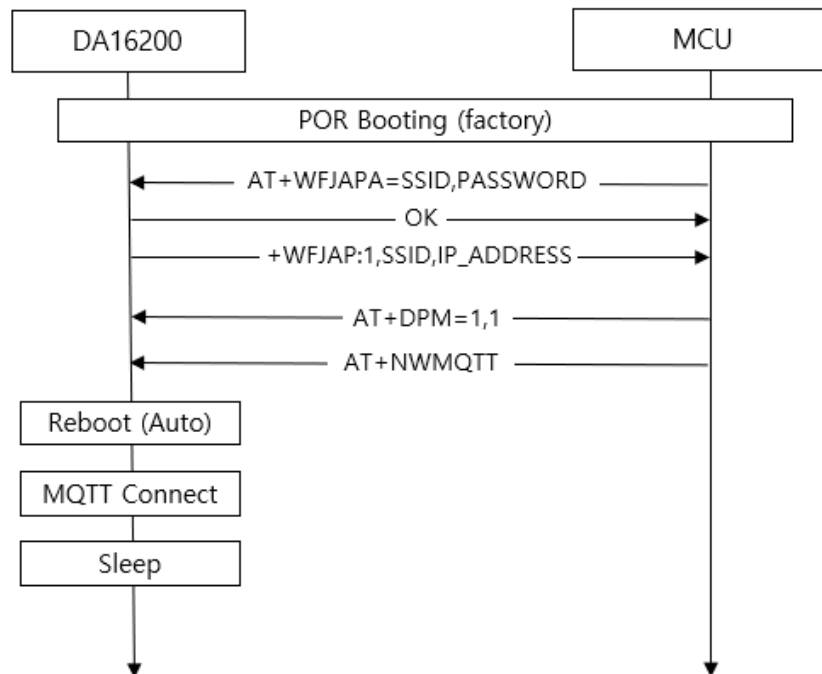 DA16200
MCU
POR Booting (factory)
AT+WFJAPA=SSID,PASSWORD
OK
+WFJAP:1,SSID,IP_ADDRESS
AT+DPM=1,1
AT+NWMQTT
Reboot (Auto)
MQTT Connect
Sleep